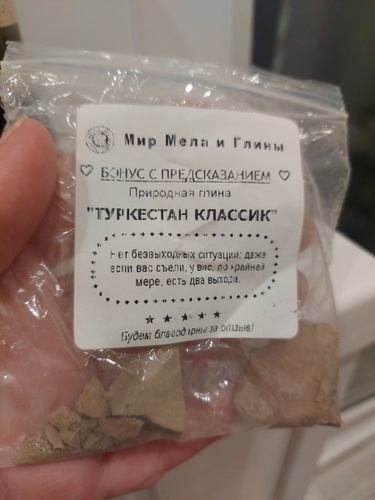 Мир Мела и Глины
БОНУС С ПРЕДСКАЗАНИЕМ
Природная глина
"ТУРКЕСТАН КЛАССИК"
Нет безвыходных ситуаций: даже
если вас съели, у вас, по крайней
мере, есть два выхода.
Будем благодарны за отзыв!